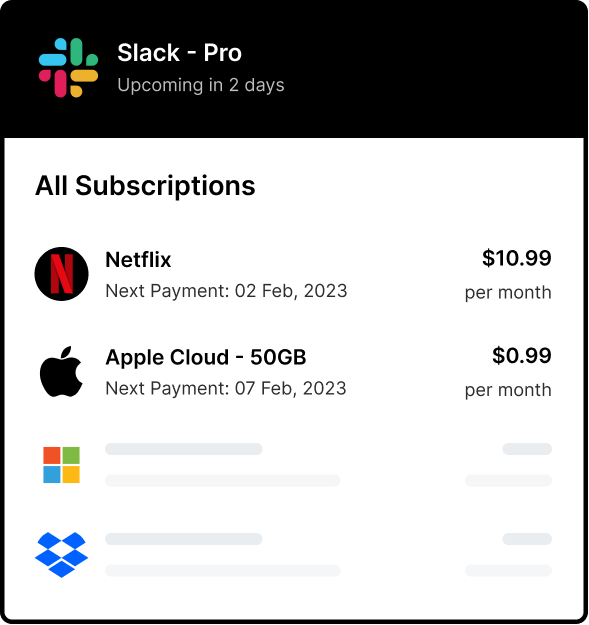 Slack - Pro
Upcoming in 2 days
All Subscriptions
Netflix
$10.99
Next Payment: 02 Feb, 2023
per month
Apple Cloud - 50GB
$0.99
Next Payment: 07 Feb, 2023
per month